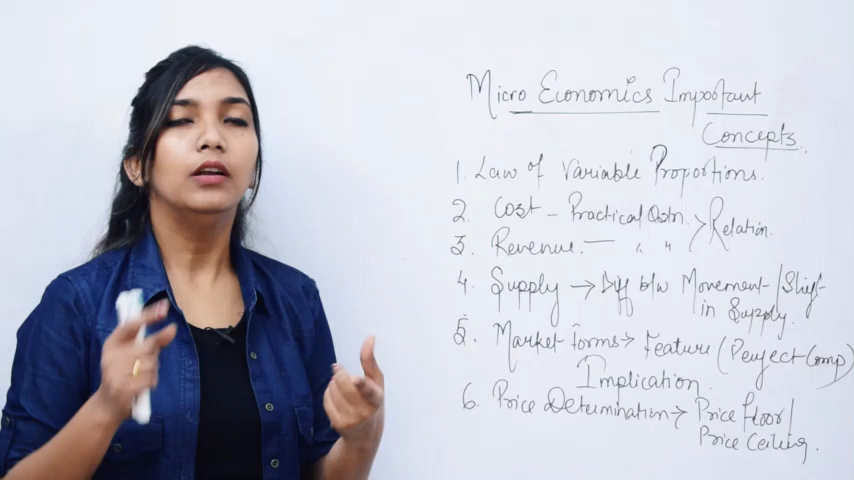 Micro Economics Important
Concepts.
1. Law of Variable Proportions.
2. Cost - Practical Qstn. > Relation.
3. Revenue. — " "
4. Supply → Diff b/w Movement / Shift
in Supply.
5. Market forms → Feature (Perfect Comp)
Implication.
6. Price Determination → Price floor /
Price Ceiling.